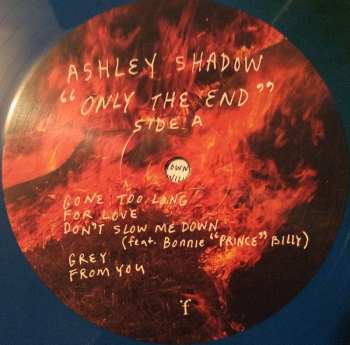 ASHLEY SHADOW
"ONLY THE END"
SIDE A
GONE TOO LONG
FOR LOVE
DON'T SLOW ME DOWN
(feat. BONNIE "PRINCE" BILLY)
GREY
FROM YOU
f